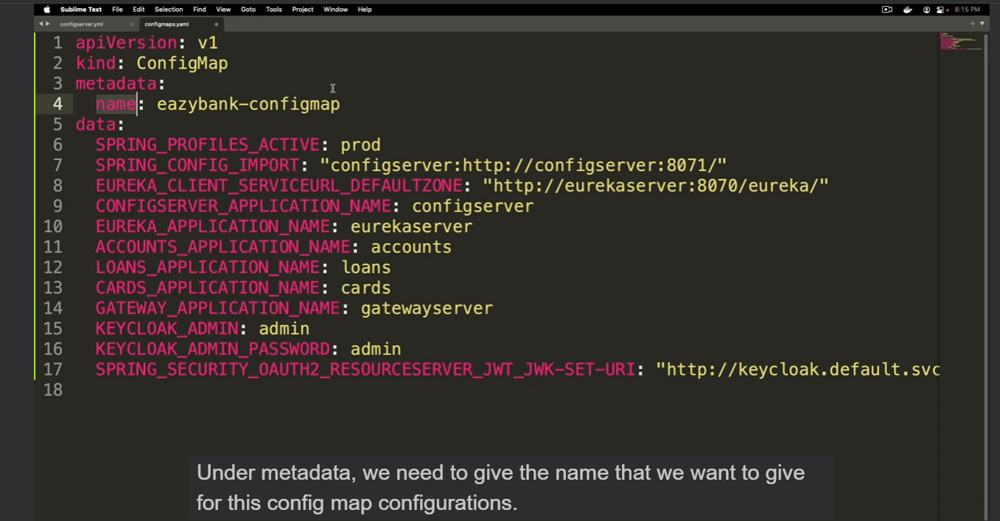 Sublime Text File Edit Selection Find View Goto Tools Project Window Help 8:15 PM
configserver.yml configmaps.yaml
1 apiVersion: v1
2 kind: ConfigMap
3 metadata:
4 name: eazybank-configmap
5 data:
6 SPRING_PROFILES_ACTIVE: prod
7 SPRING_CONFIG_IMPORT: "configserver:http://configserver:8071/"
8 EUREKA_CLIENT_SERVICEURL_DEFAULTZONE: "http://eurekaserver:8070/eureka/"
9 CONFIGSERVER_APPLICATION_NAME: configserver
10 EUREKA_APPLICATION_NAME: eurekaserver
11 ACCOUNTS_APPLICATION_NAME: accounts
12 LOANS_APPLICATION_NAME: loans
13 CARDS_APPLICATION_NAME: cards
14 GATEWAY_APPLICATION_NAME: gatewayserver
15 KEYCLOAK_ADMIN: admin
16 KEYCLOAK_ADMIN_PASSWORD: admin
17 SPRING_SECURITY_OAUTH2_RESOURCESERVER_JWT_JWK-SET-URI: "http://keycloak.default.svc
18
Under metadata, we need to give the name that we want to give
for this config map configurations.